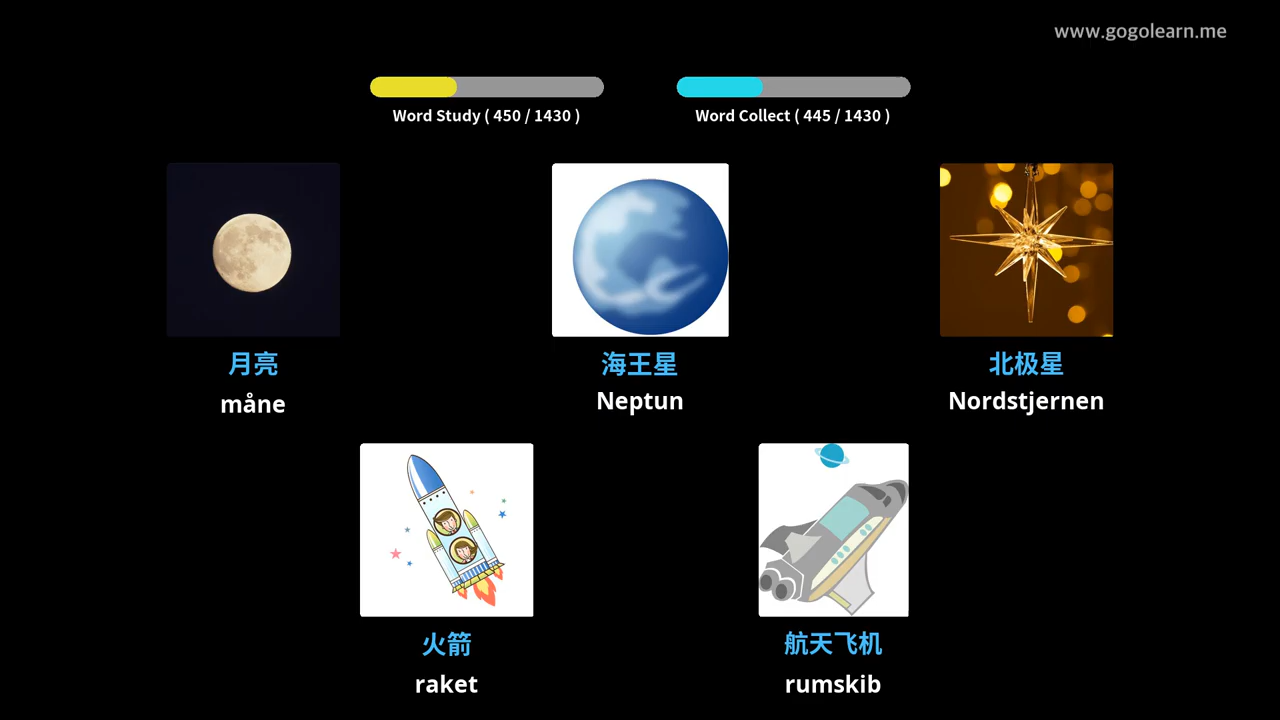 www.gogolearn.me
Word Study ( 450 / 1430 )
Word Collect ( 445 / 1430 )
月亮
måne
海王星
Neptun
北极星
Nordstjernen
火箭
raket
航天飞机
rumskib